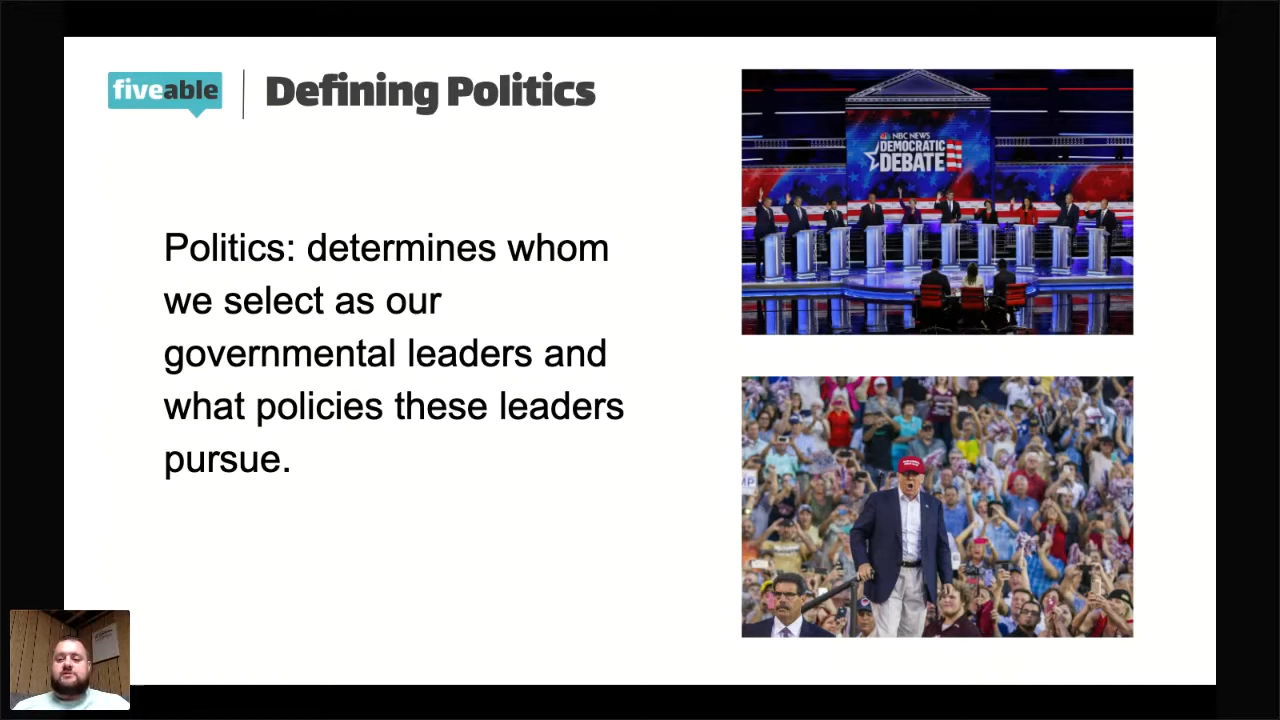 fiveable
Defining Politics
NBC NEWS
DEMOCRATIC
DEBATE
Politics: determines whom
we select as our
governmental leaders and
what policies these leaders
pursue.